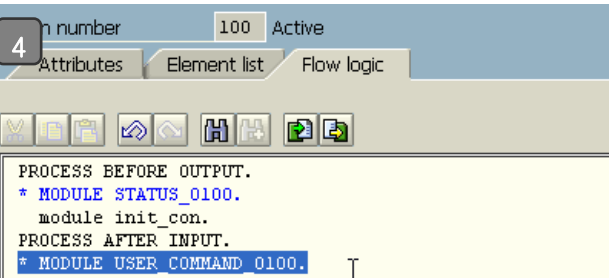 n number 100 Active
4
Attributes Element list Flow logic
PROCESS BEFORE OUTPUT.
* MODULE STATUS_0100.
module init_con.
PROCESS AFTER INPUT.
* MODULE USER_COMMAND_0100.